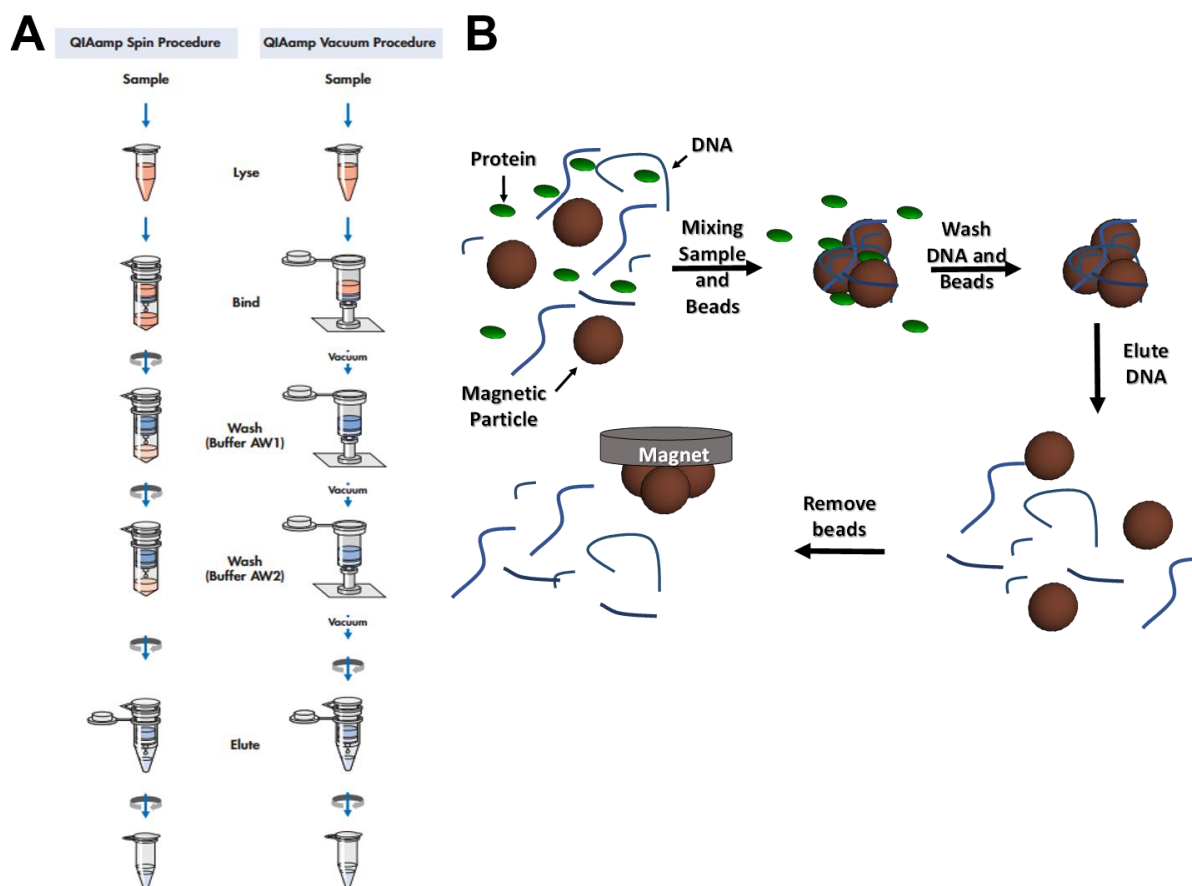 A
QIAamp Spin Procedure
QIAamp Vacuum Procedure
Sample
Sample
Lyse
Bind
Vacuum
Wash
(Buffer AW1)
Vacuum
Wash
(Buffer AW2)
Vacuum
Elute
B
Protein
DNA
Mixing
Sample
and
Beads
Wash
DNA and
Beads
Magnetic
Particle
Elute
DNA
Magnet
Remove
beads